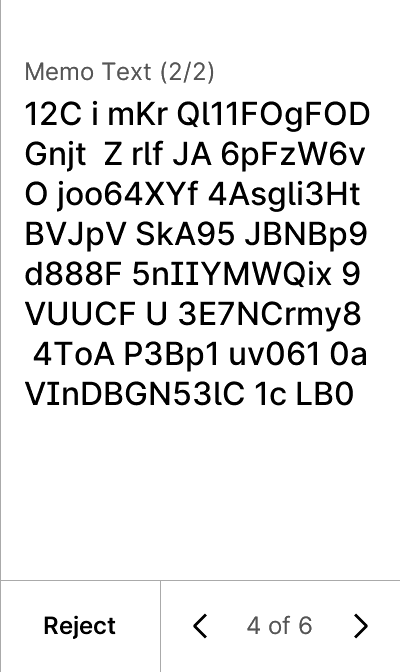 Memo Text (2/2)
12C i mKr Ql11FOgFOD
Gnjt  Z rlf JA 6pFzW6v
O joo64XYf 4Asgli3Ht
BVJpV SkA95 JBNBp9
d888F 5nIIYMWQix 9
VUUCF U 3E7NCrmy8
 4ToA P3Bp1 uv061 0a
VInDBGN53lC 1c LB0
Reject
4 of 6